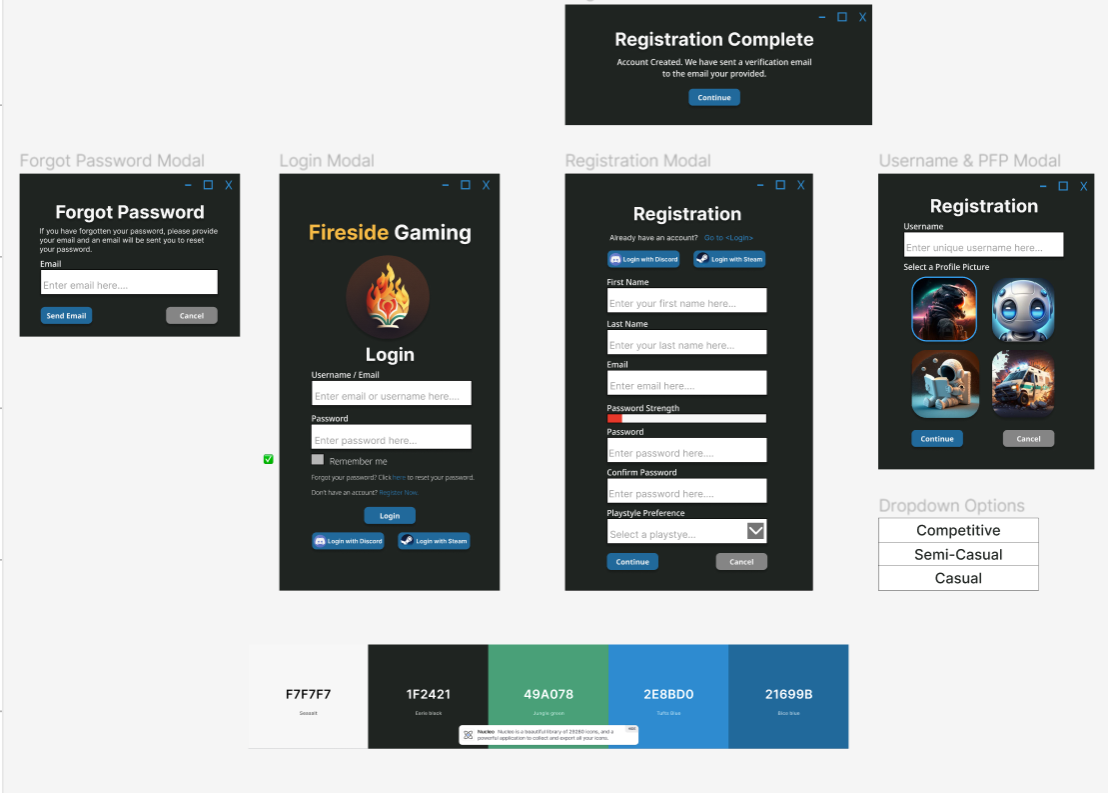 Registration Complete
Account Created. We have sent a verification email
to the email your provided.
Continue
Forgot Password Modal
Forgot Password
If you have forgotten your password, please provide
your email and an email will be sent you to reset
your password.
Email
Enter email here....
Send Email
Cancel
Login Modal
Fireside Gaming
Login
Username / Email
Enter email or username here....
Password
Enter password here...
Remember me
Forgot your password? Click here to reset your password.
Don't have an account? Register Now.
Login
Login with Discord
Login with Steam
Registration Modal
Registration
Already have an account? Go to <Login>
Login with Discord
Login with Steam
First Name
Enter your first name here...
Last Name
Enter your last name here...
Email
Enter email here....
Password Strength
Password
Enter password here...
Confirm Password
Enter password here....
Playstyle Preference
Select a playstye...
Continue
Cancel
Username & PFP Modal
Registration
Username
Enter unique username here...
Select a Profile Picture
Continue
Cancel
Dropdown Options
Competitive
Semi-Casual
Casual
F7F7F7
Seasalt
1F2421
Eerie black
49A078
Jungle green
2E8BD0
Tufts Blue
21699B
Bice blue
Nucleo Nucleo is a beautiful library of 29280 icons, and a
powerful application to collect and export all your icons.